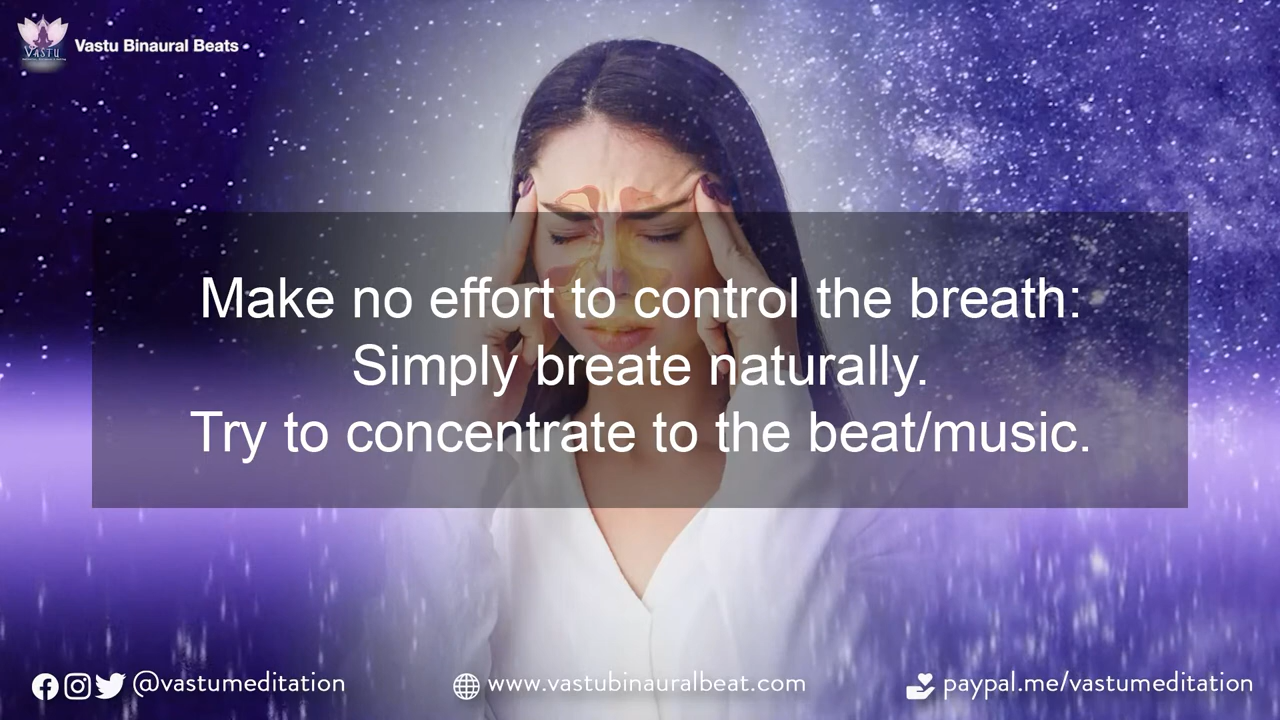 VASTU
Vastu Binaural Beats
Make no effort to control the breath:
Simply breate naturally.
Try to concentrate to the beat/music.
@vastumeditation
www.vastubinauralbeat.com
paypal.me/vastumeditation